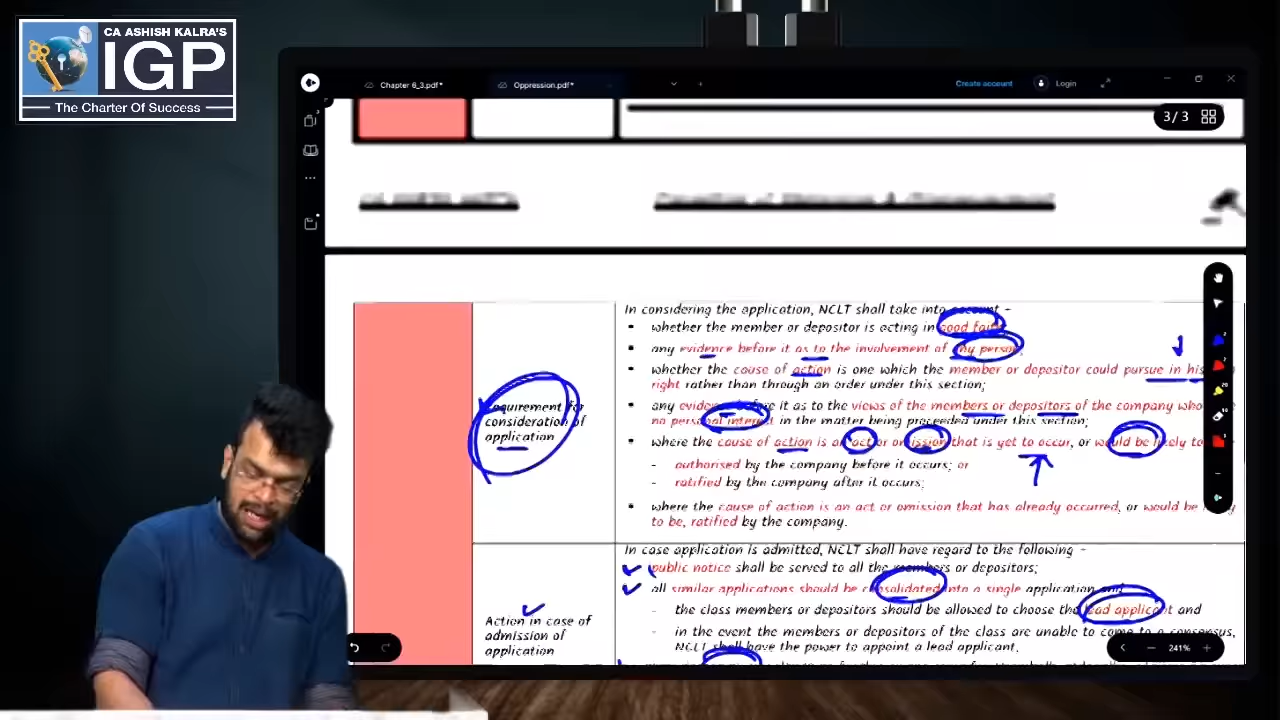 CA ASHISH KALRA'S
IGP
The Charter Of Success
Chapter 6_3.pdf*
Oppression.pdf*
Create account
Login
3/3
In considering the application, NCLT shall take into account -
whether the member or depositor is acting in good faith
any evidence before it as to the involvement of any person
whether the cause of action is one which the member or depositor could pursue in his
right rather than through an order under this section;
any evidence before it as to the views of the members or depositors of the company who
no personal interest in the matter being proceeded under this section;
where the cause of action is an act or omission that is yet to occur, or would be likely to
- authorised by the company before it occurs; or
- ratified by the company after it occurs;
where the cause of action is an act or omission that has already occurred, or would be
to be, ratified by the company.
Requirement for
consideration of
application
In case application is admitted, NCLT shall have regard to the following -
public notice shall be served to all the members or depositors;
all similar applications should be consolidated into a single application and
- the class members or depositors should be allowed to choose the lead applicant and
- in the event the members or depositors of the class are unable to come to a consensus,
NCLT shall have the power to appoint a lead applicant.
Action in case of
admission of
application
241%